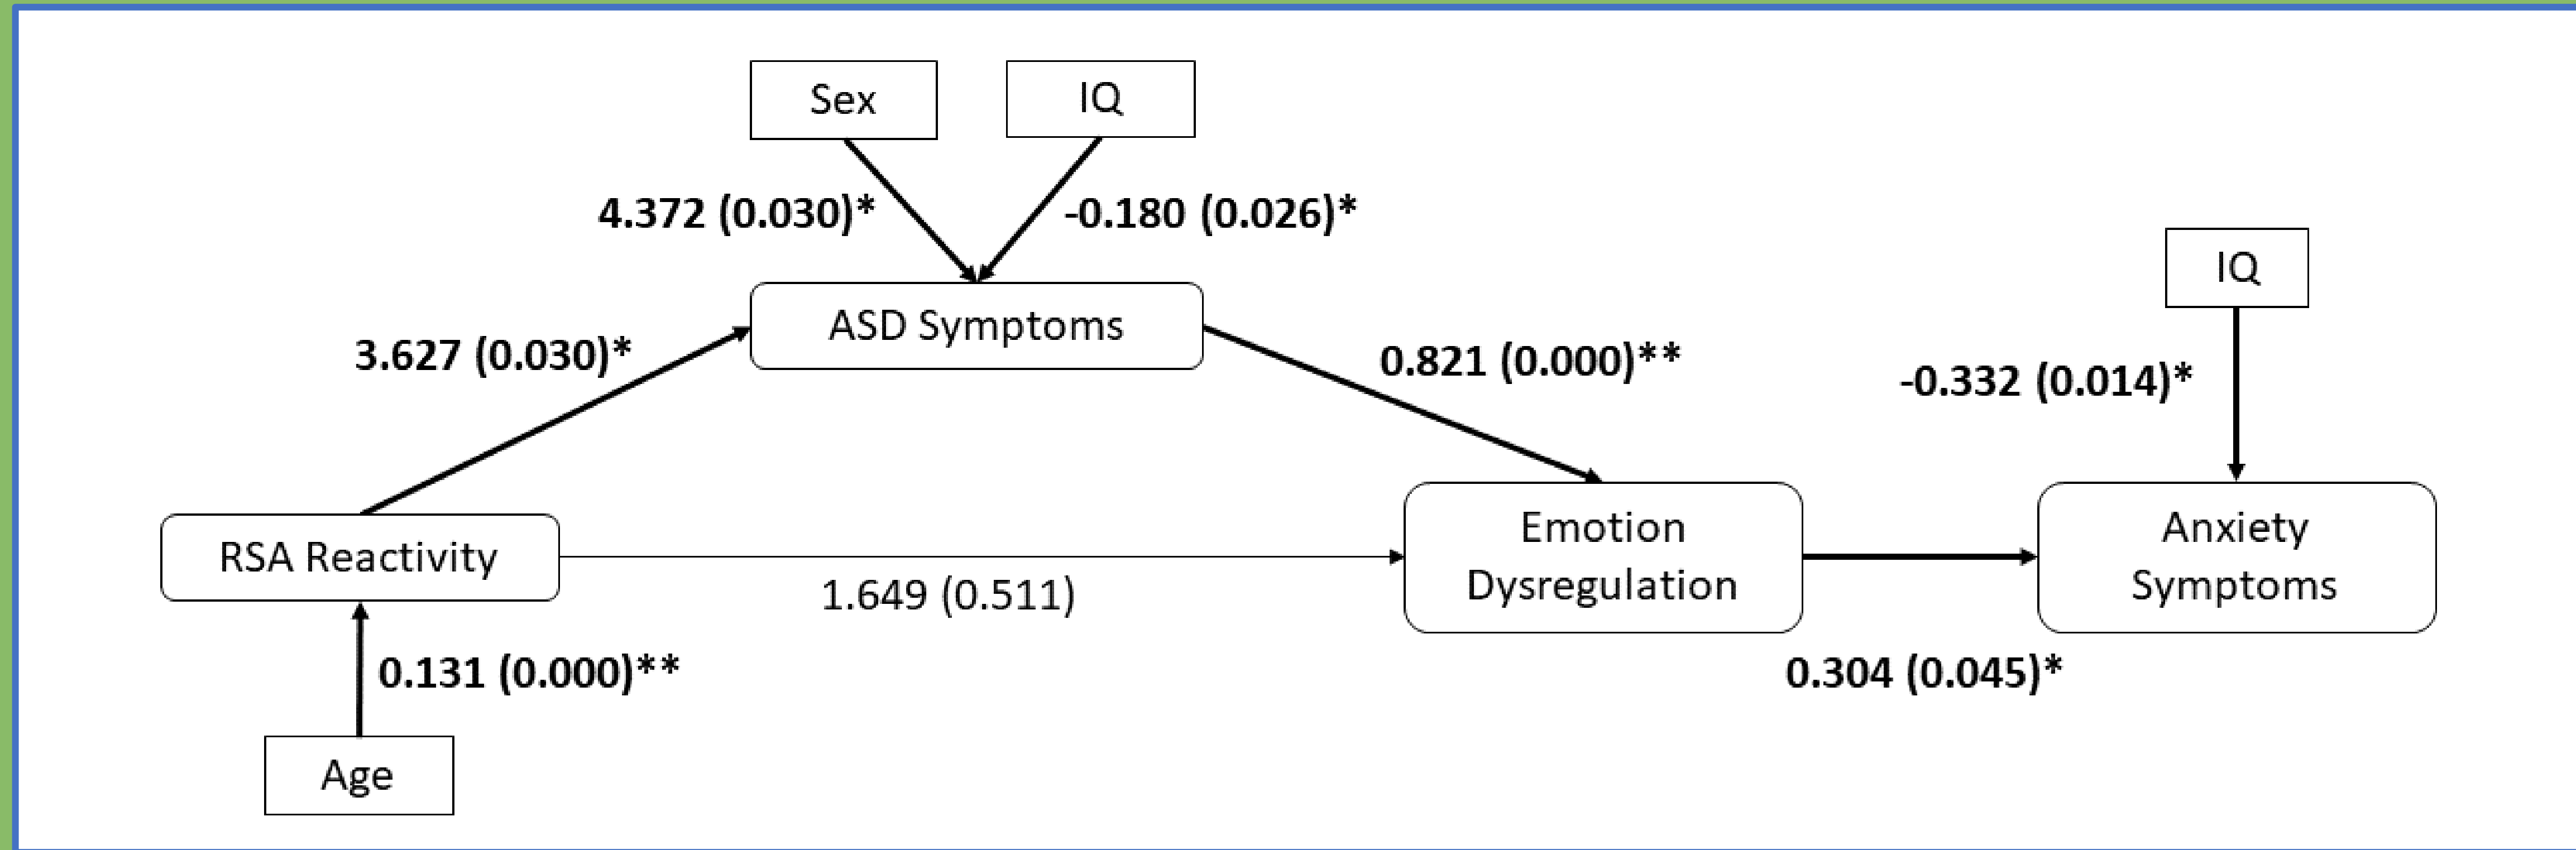 Sex
IQ
4.372 (0.030)*
-0.180 (0.026)*
IQ
ASD Symptoms
3.627 (0.030)*
0.821 (0.000)**
-0.332 (0.014)*
RSA Reactivity
1.649 (0.511)
Emotion
Dysregulation
Anxiety
Symptoms
0.131 (0.000)**
0.304 (0.045)*
Age